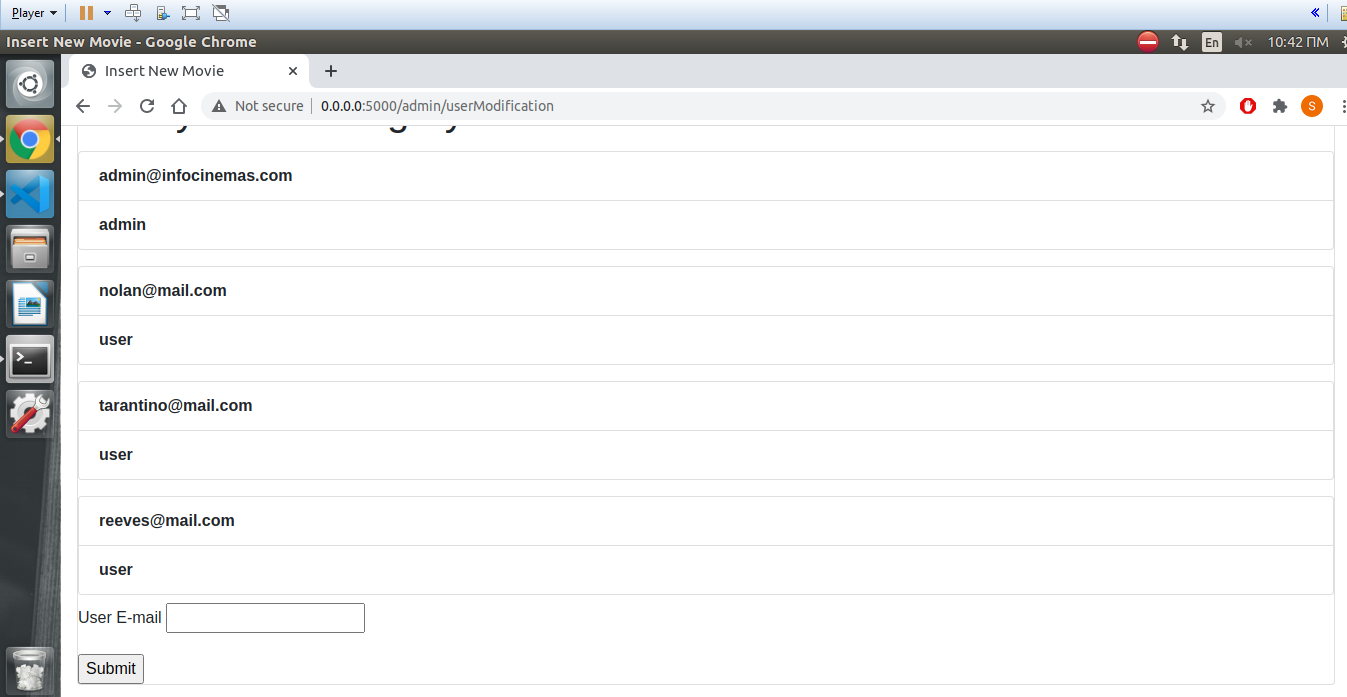 Player
Insert New Movie - Google Chrome
En
10:42 ΠΜ
Insert New Movie
Not secure
0.0.0.0:5000/admin/userModification
S
admin@infocinemas.com
admin
nolan@mail.com
user
tarantino@mail.com
user
reeves@mail.com
user
User E-mail
Submit